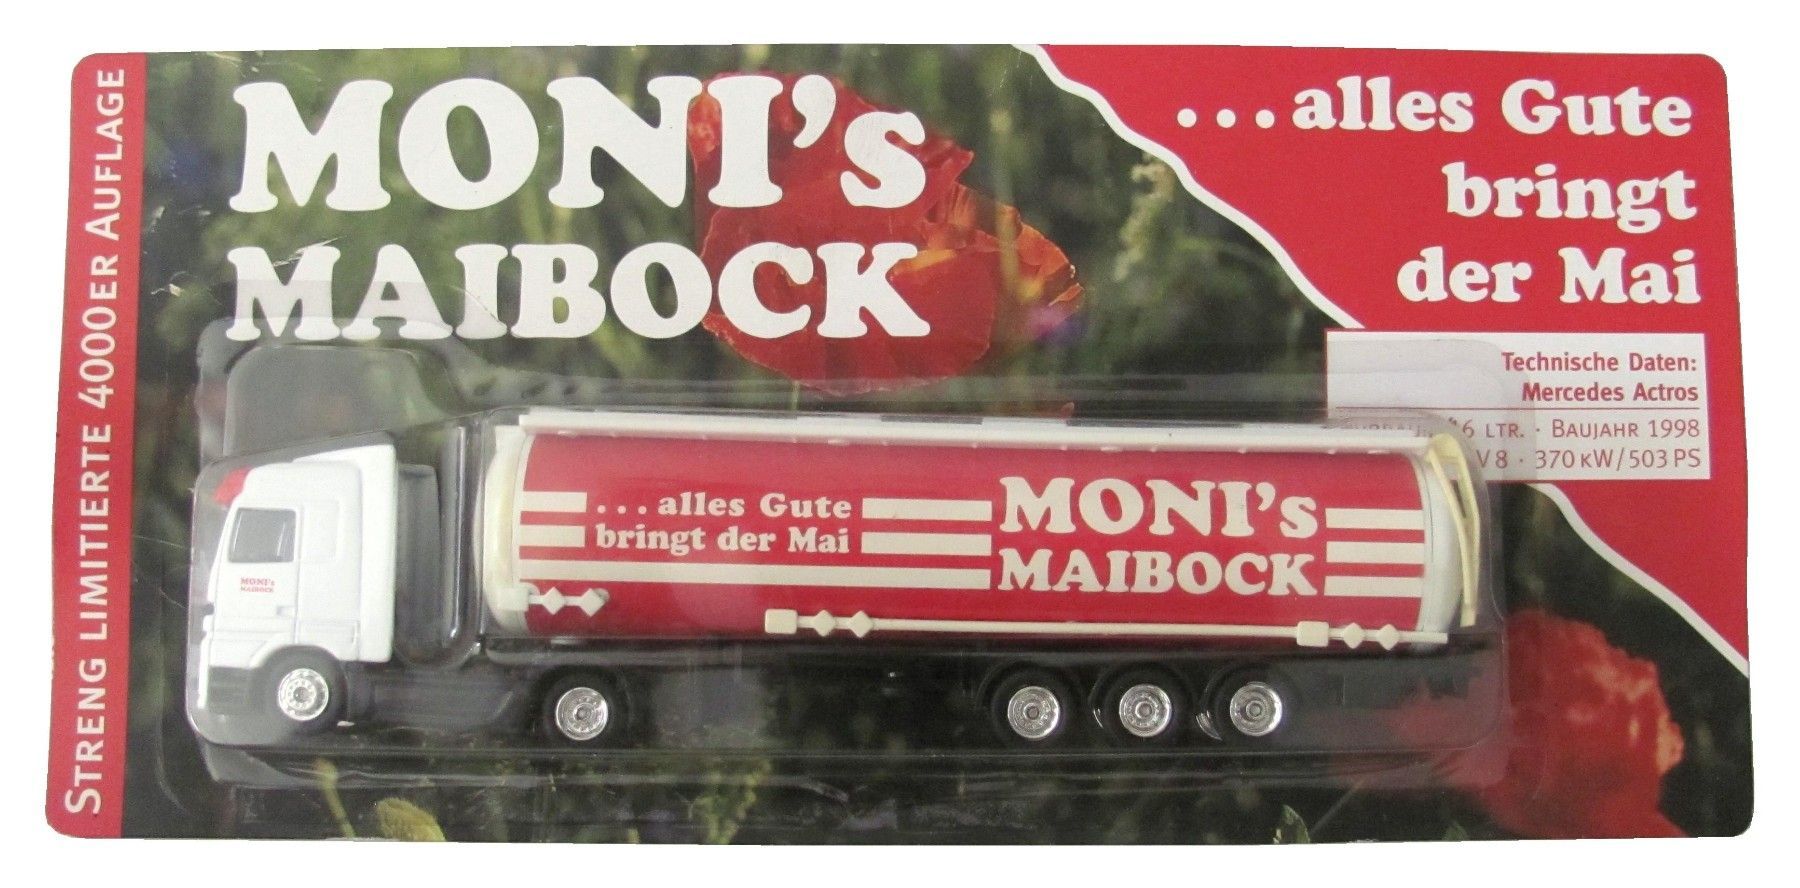 STRENG LIMITIERTE 4000ER AUFLAGE
MONI's
MAIBOCK
...alles Gute
bringt
der Mai
Technische Daten:
Mercedes Actros
LTR. · BAUJAHR 1998
V8 · 370 KW/503 PS
...alles Gute
bringt der Mai
MONI's
MAIBOCK
MONI's
MAIBOCK